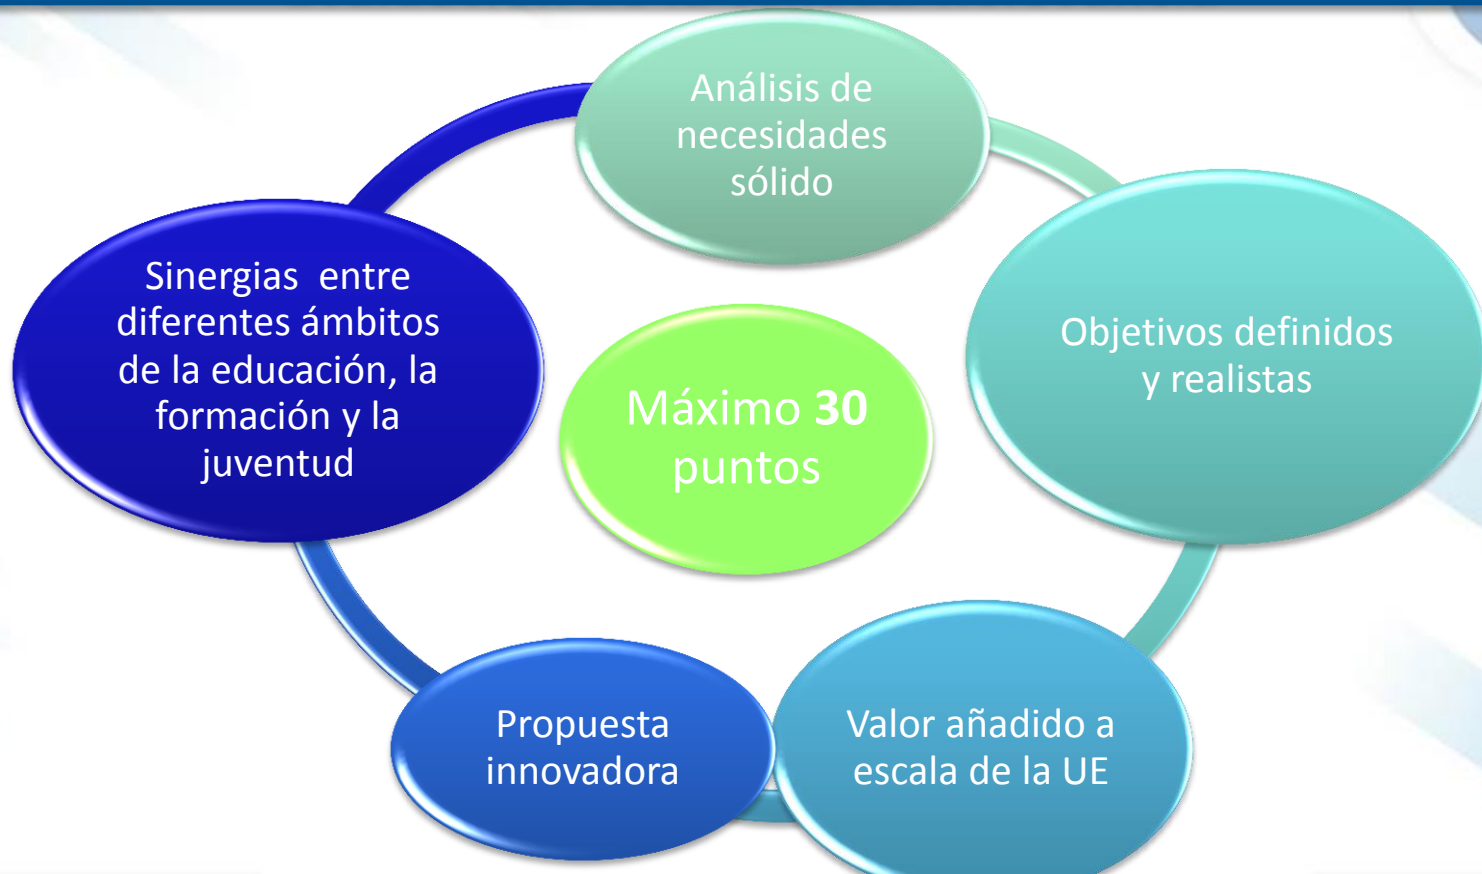 Análisis de
necesidades
sólido
Objetivos definidos
y realistas
Valor añadido a
escala de la UE
Propuesta
innovadora
Sinergias entre
diferentes ámbitos
de la educación, la
formación y la
juventud
Máximo 30
puntos